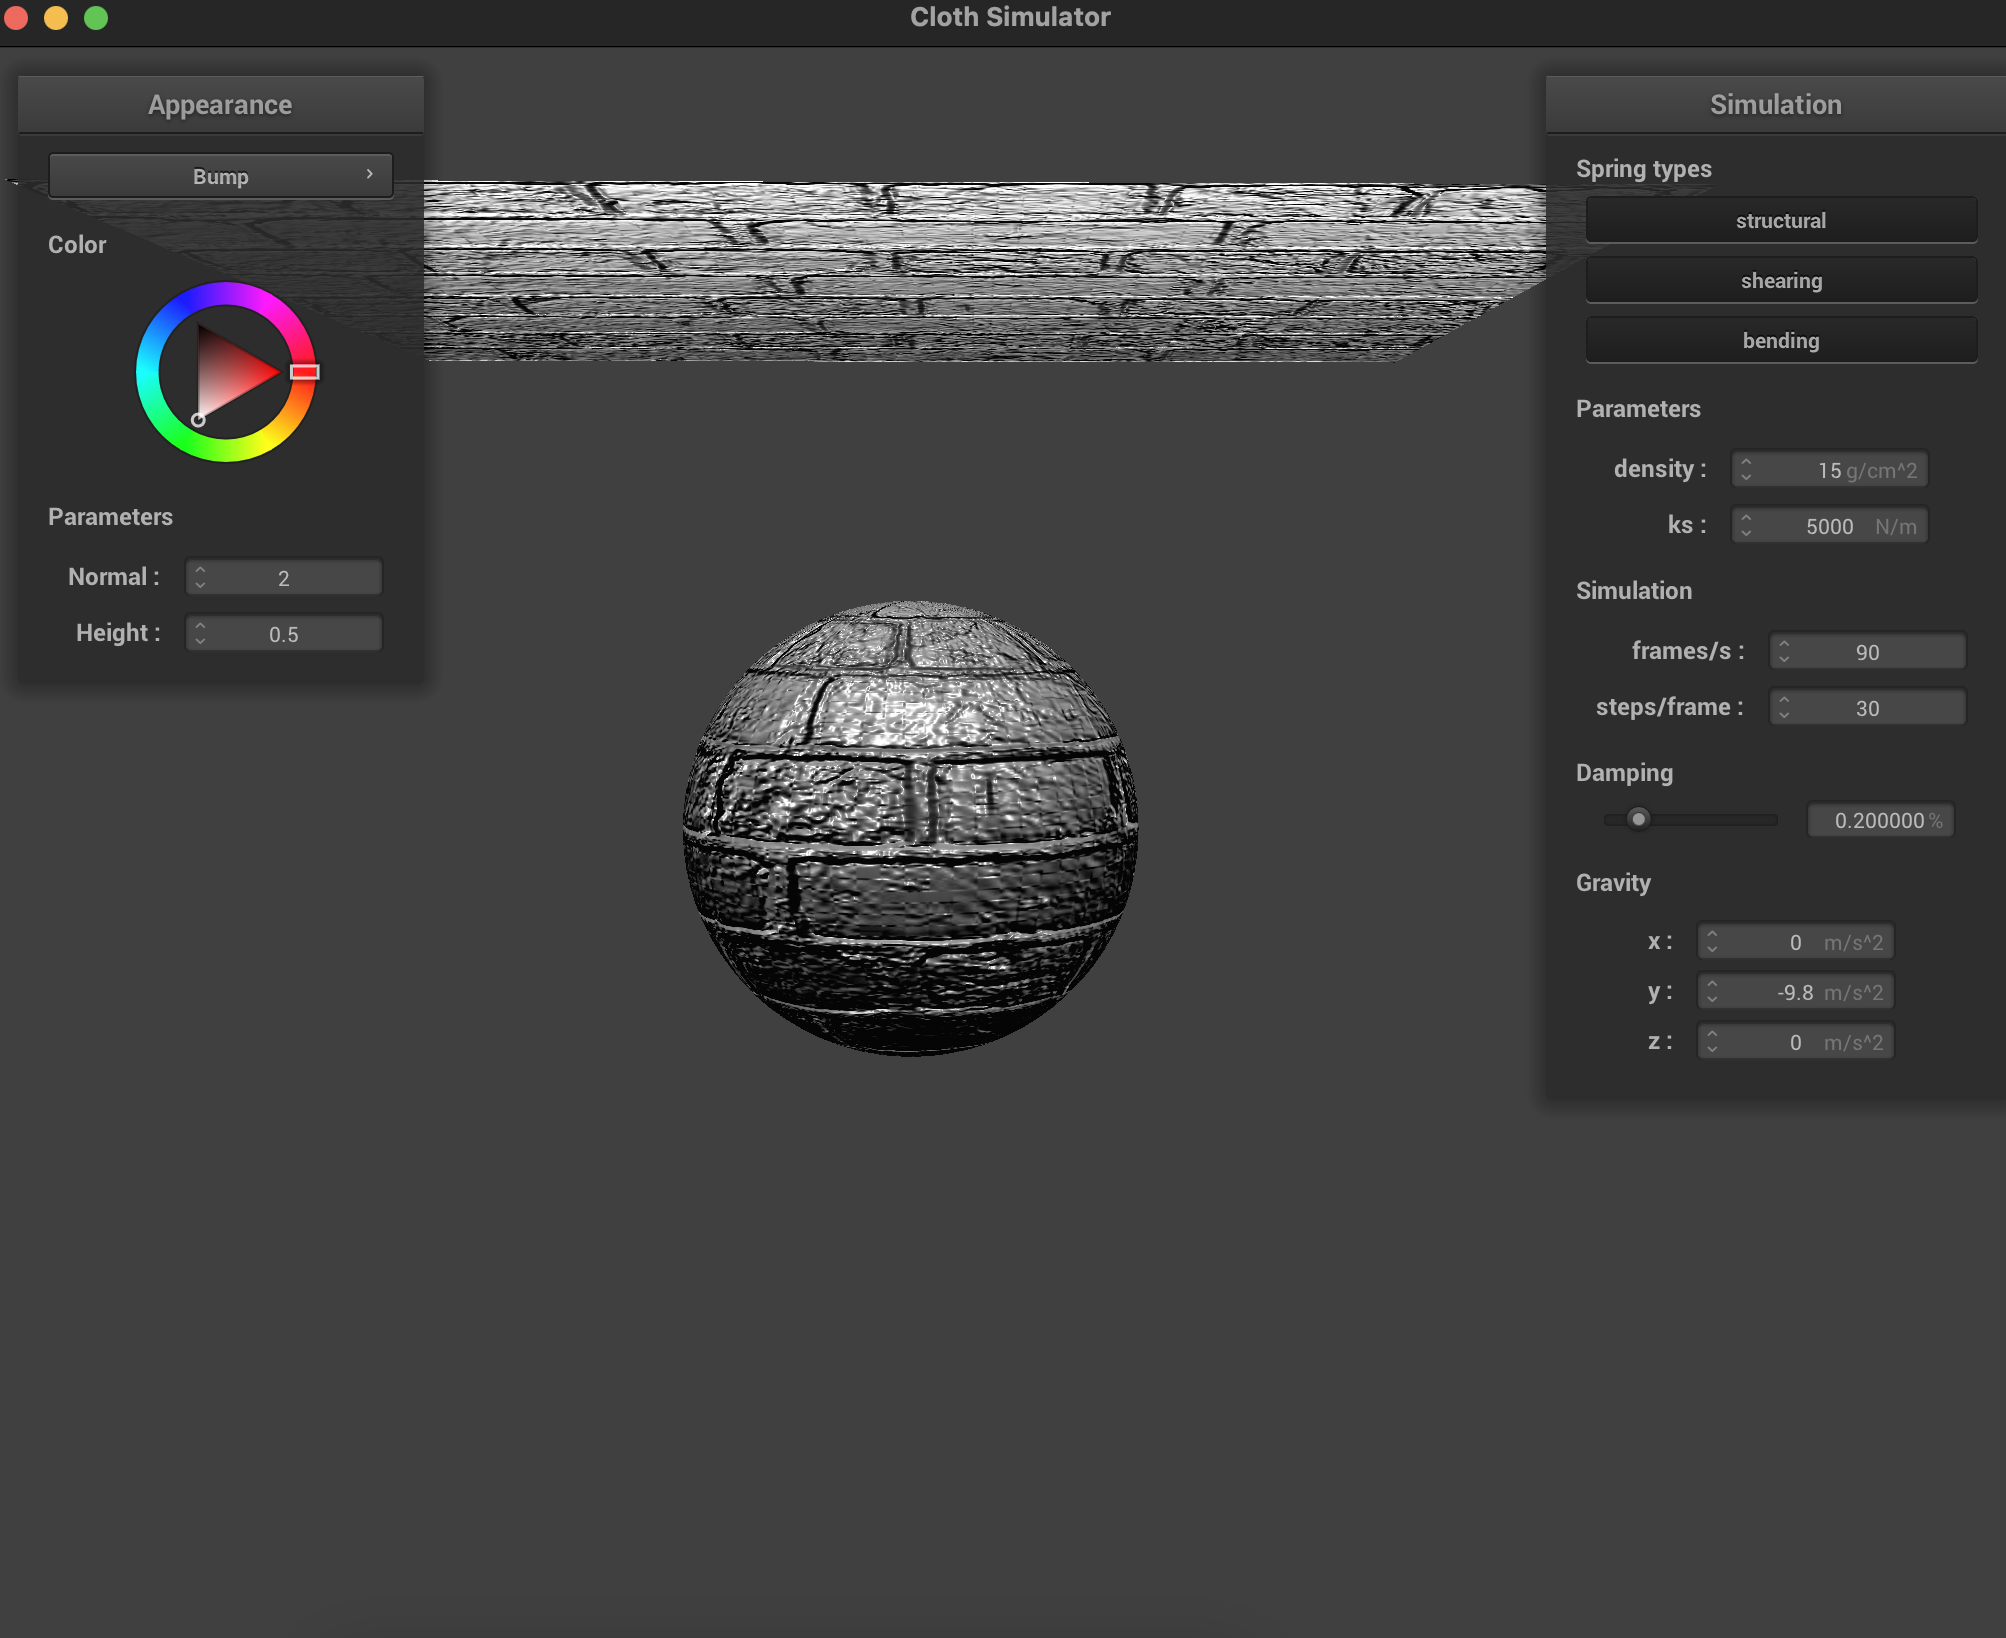 Cloth Simulator
Appearance
Bump
Color
Parameters
Normal : 2
Height : 0.5
Simulation
Spring types
structural
shearing
bending
Parameters
density : 15 g/cm^2
ks : 5000 N/m
Simulation
frames/s : 90
steps/frame : 30
Damping
0.200000 %
Gravity
x : 0 m/s^2
y : -9.8 m/s^2
z : 0 m/s^2